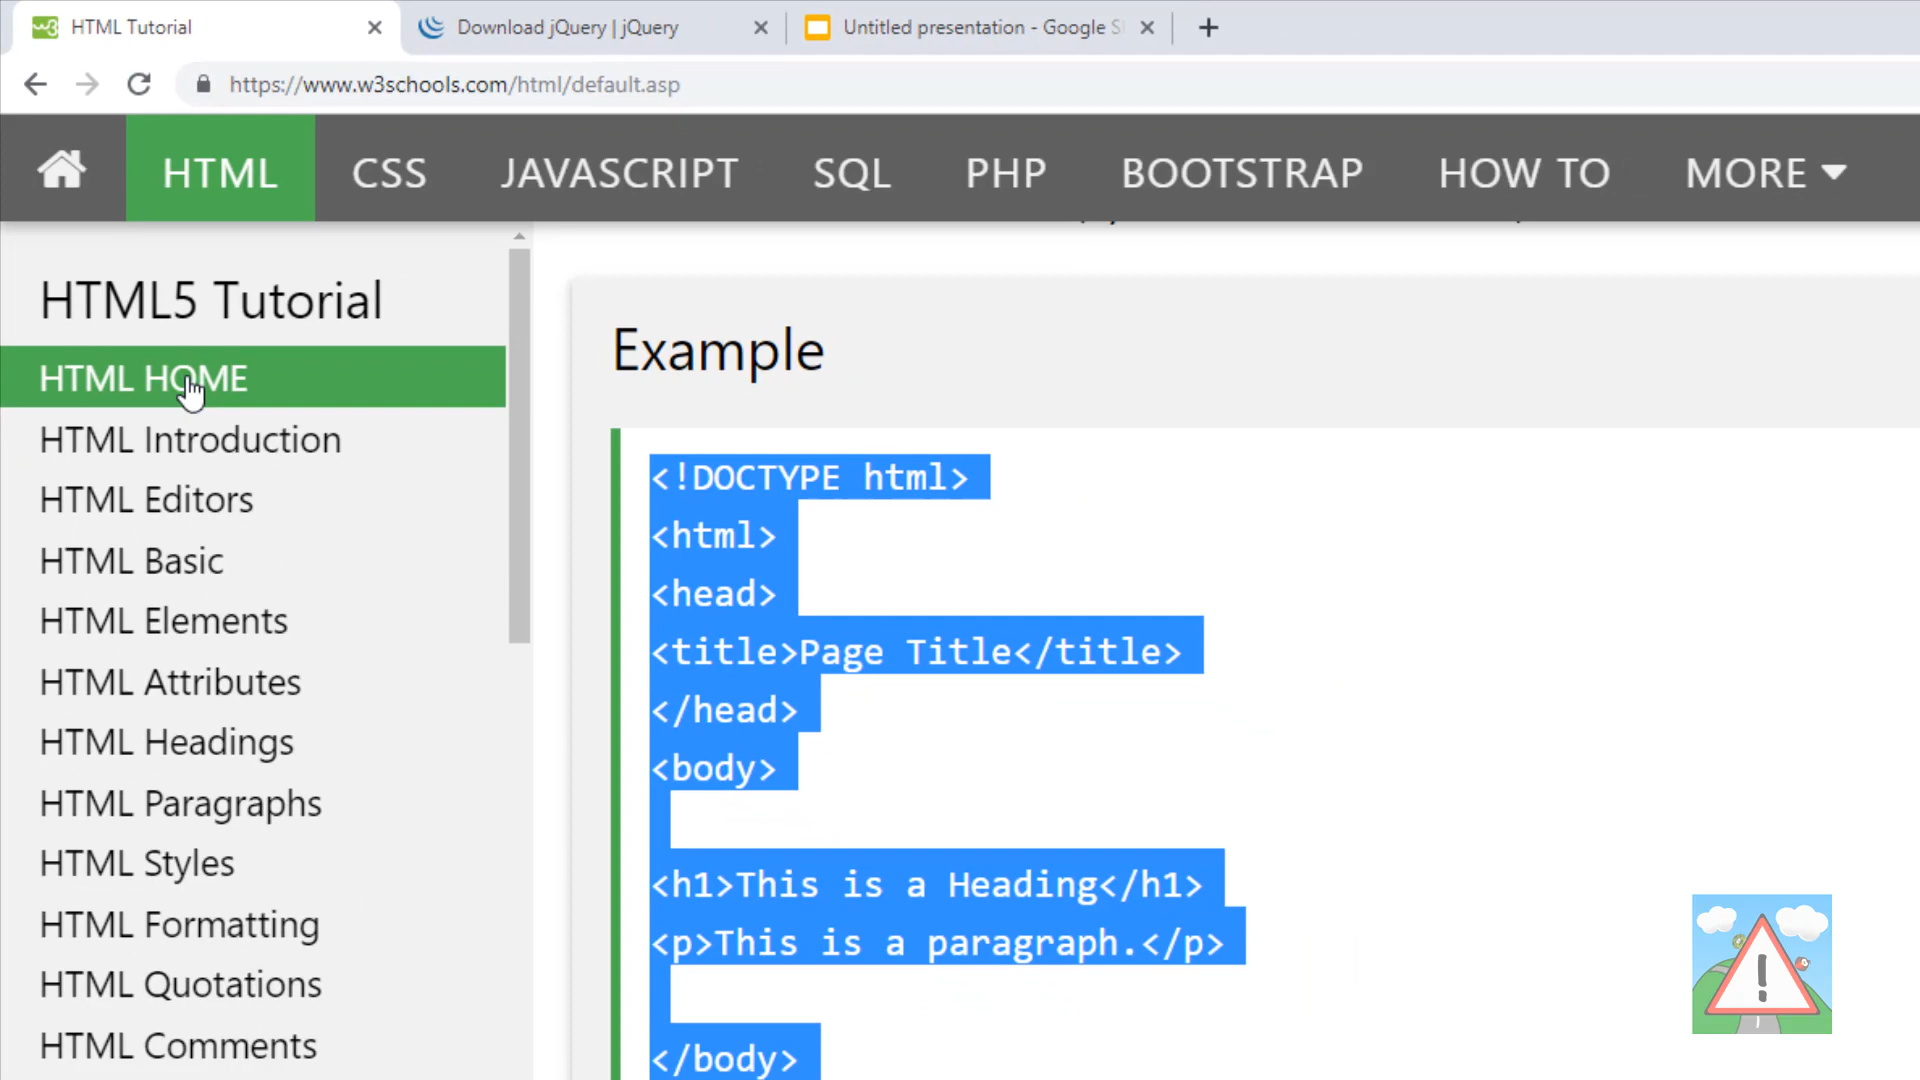 HTML Tutorial
Download jQuery | jQuery
Untitled presentation - Google S
https://www.w3schools.com/html/default.asp
HTML CSS JAVASCRIPT SQL PHP BOOTSTRAP HOW TO MORE
HTML5 Tutorial
HTML HOME
HTML Introduction
HTML Editors
HTML Basic
HTML Elements
HTML Attributes
HTML Headings
HTML Paragraphs
HTML Styles
HTML Formatting
HTML Quotations
HTML Comments
Example
<!DOCTYPE html>
<html>
<head>
<title>Page Title</title>
</head>
<body>
<h1>This is a Heading</h1>
<p>This is a paragraph.</p>
</body>